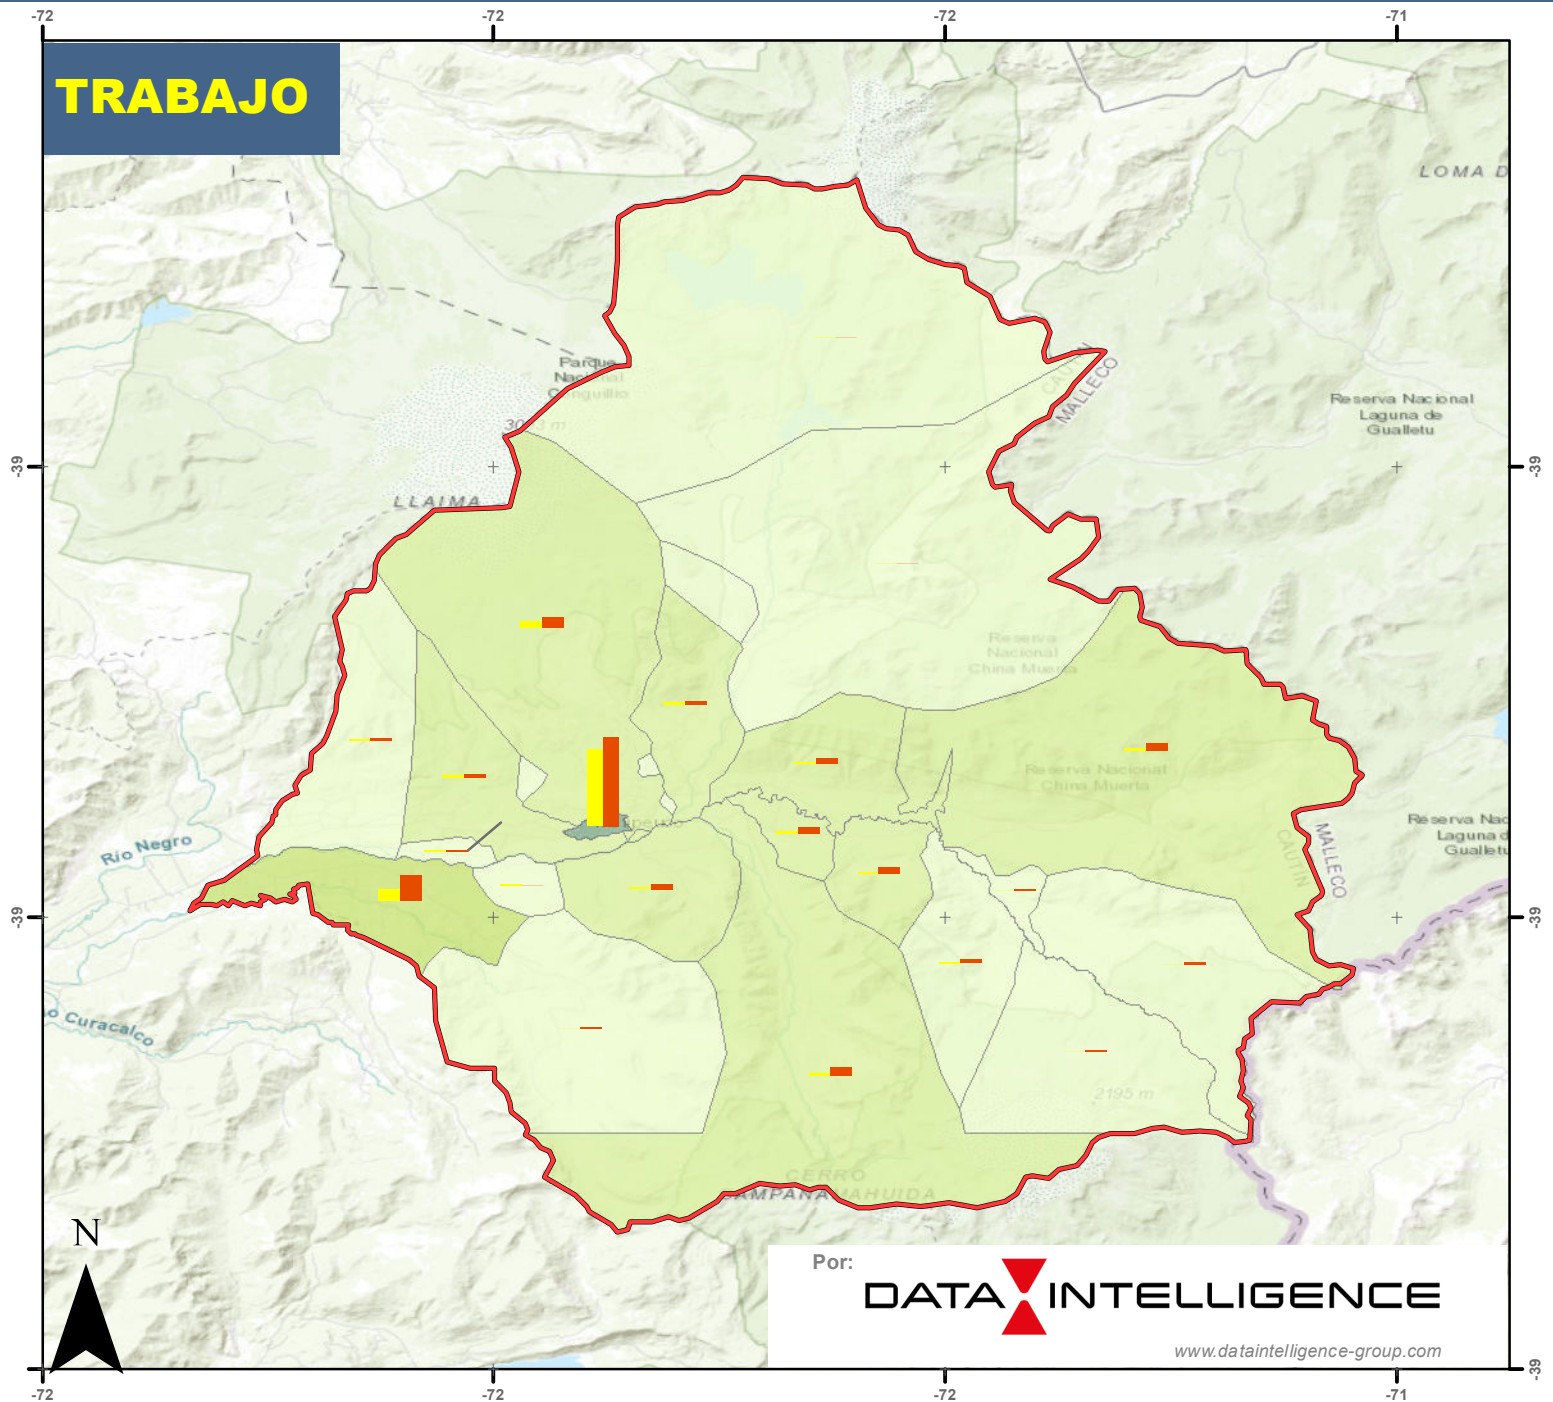 -72
-72
-72
-71
TRABAJO
LOMA D
Parque
Nacional
Conguillio
CAUTIN
MALLECO
Reserva Nacional
Laguna de
Gualletu
-39
-39
LLAIMA
Reserva
Nacional
China Muerta
Reserva Nacional
China Muerta
Río Negro
Reserva Nac
Laguna d
Gualletu
MALLECO
CAUTIN
-39
-39
o Curacalco
2195 m
CERRO
CAMPANA MAHUIDA
N
Por:
DATA INTELLIGENCE
www.dataintelligence-group.com
-39
-72
-72
-72
-71